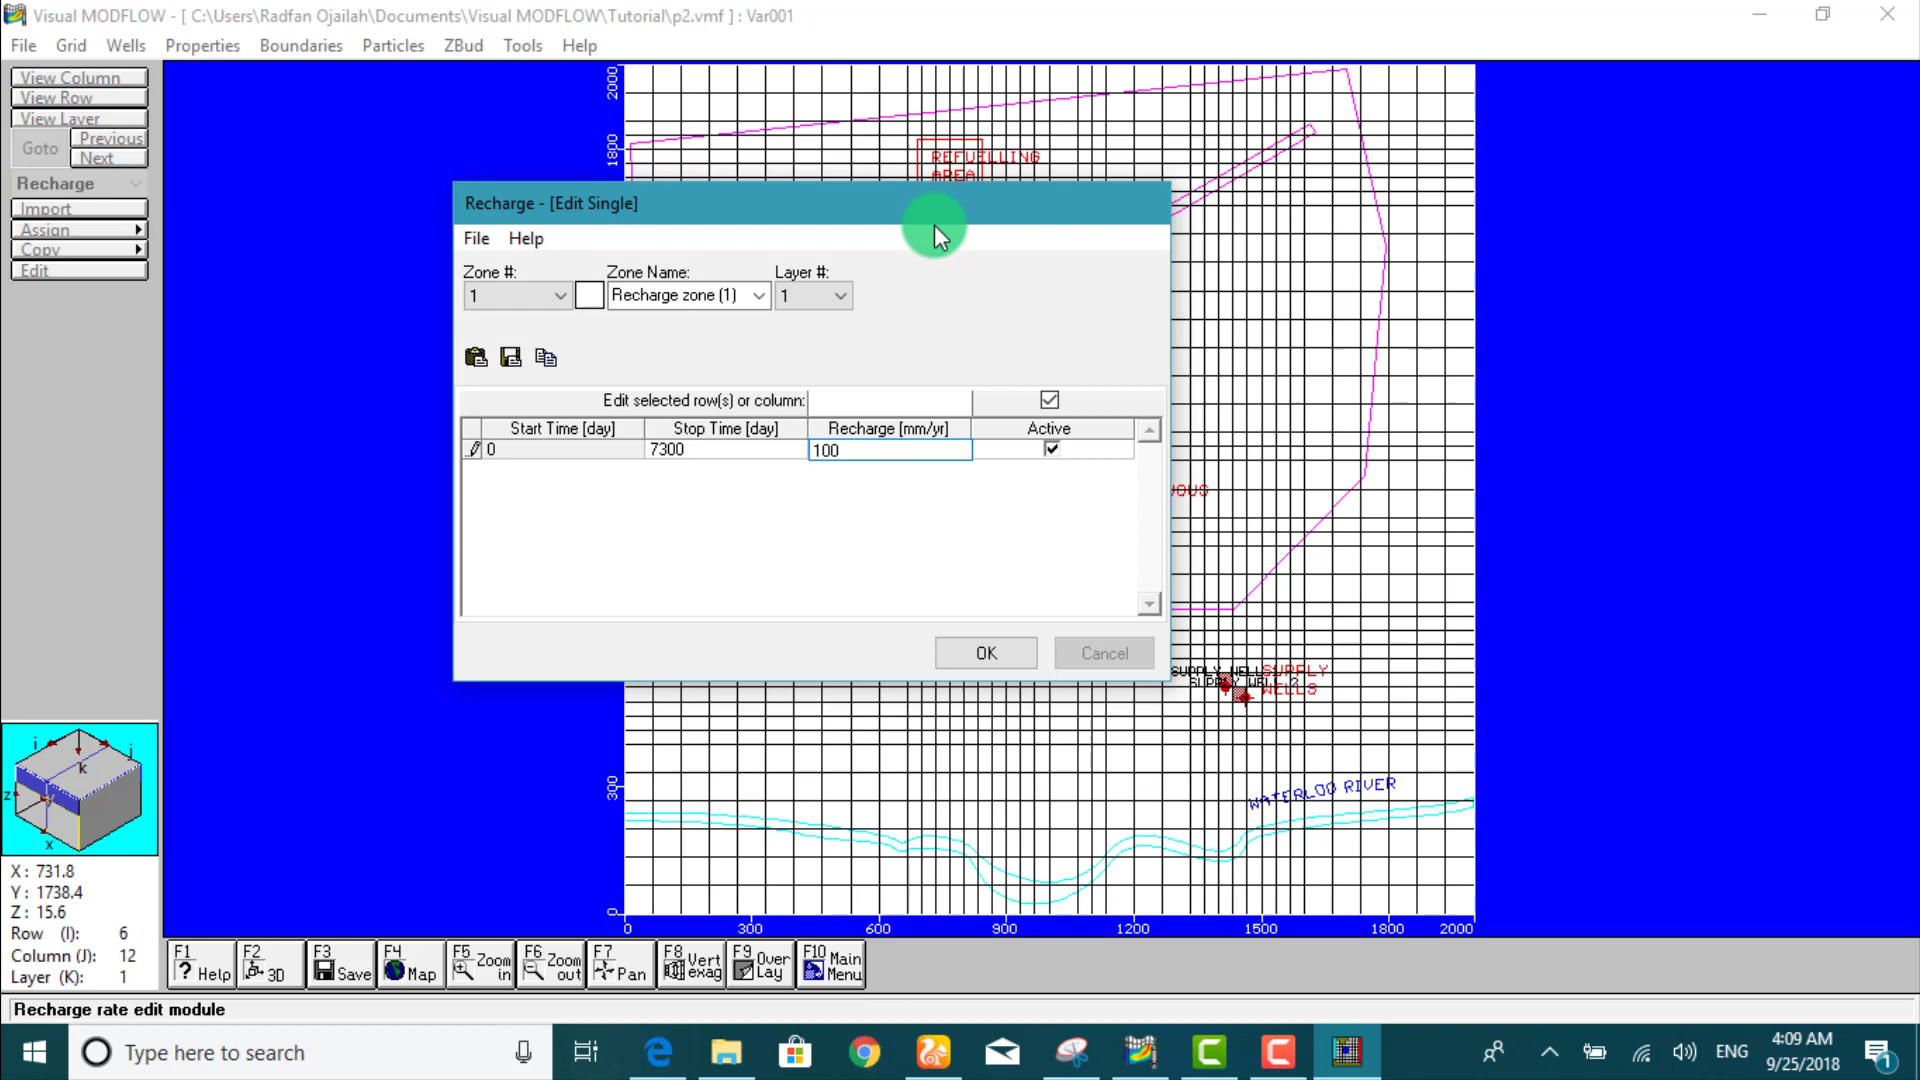 Visual MODFLOW - [ C:\Users\Radfan Ojailah\Documents\Visual MODFLOW\Tutorial\p2.vmf ] : Var001
File Grid Wells Properties Boundaries Particles ZBud Tools Help
View Column
View Row
View Layer
Goto Previous
Next
Recharge
Import
Assign
Copy
Edit
2000
1800
REFUELLING
AREA
Recharge - [Edit Single]
File Help
Zone #: Zone Name: Layer #:
1 Recharge zone (1) 1
Edit selected row(s) or column:
Start Time [day] Stop Time [day] Recharge [mm/yr] Active
0 7300 100
OK Cancel
SUPPLY WELL SUPPLY
SUPPLY WELL 2 WELLS
WATERLOO RIVER
300
0
0 300 600 900 1200 1500 1800 2000
i j k z y x
X : 731.8
Y : 1738.4
Z : 15.6
Row (I): 6
Column (J): 12
Layer (K): 1
F1 ? Help
F2 3D
F3 Save
F4 Map
F5 Zoom in
F6 Zoom out
F7 Pan
F8 Vert exag
F9 Over Lay
F10 Main Menu
Recharge rate edit module
Type here to search
ENG
4:09 AM
9/25/2018
1